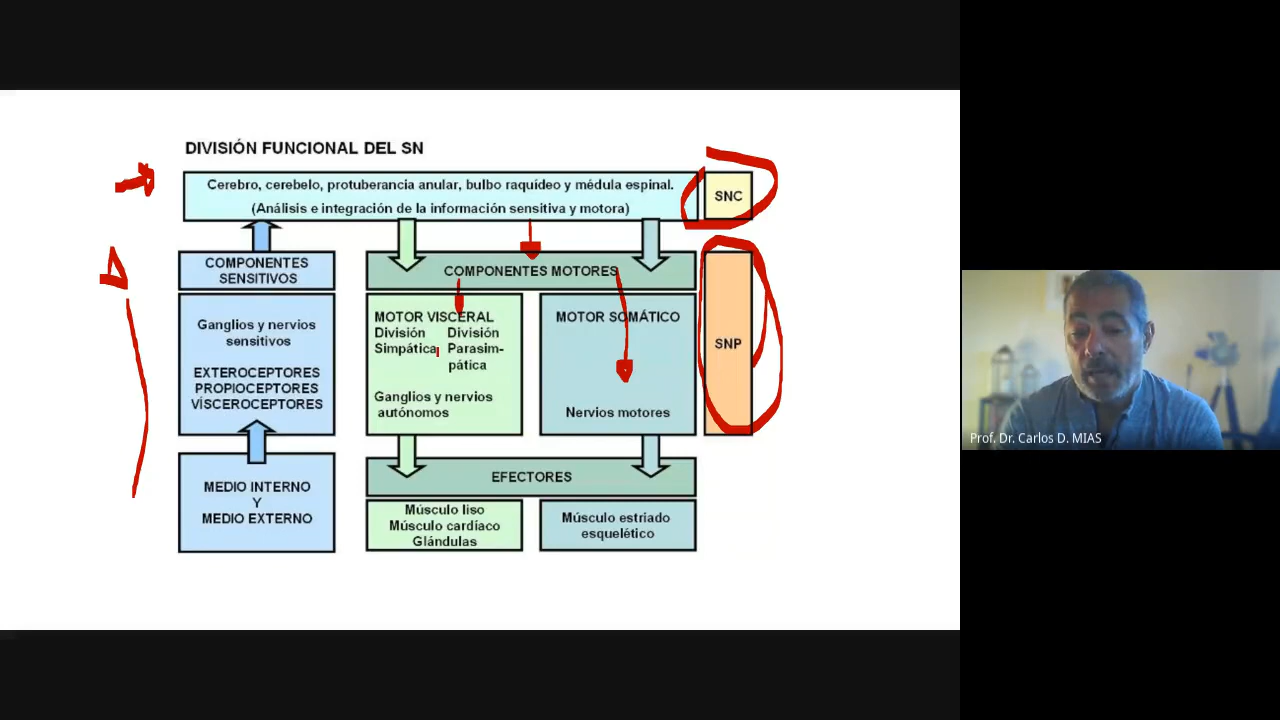 DIVISIÓN FUNCIONAL DEL SN
Cerebro, cerebelo, protuberancia anular, bulbo raquídeo y médula espinal.
(Análisis e integración de la información sensitiva y motora)
SNC
COMPONENTES
SENSITIVOS
Ganglios y nervios
sensitivos
EXTEROCEPTORES
PROPIOCEPTORES
VÍSCEROCEPTORES
MEDIO INTERNO
Y
MEDIO EXTERNO
COMPONENTES MOTORES
MOTOR VISCERAL
División División
Simpática Parasim-
pática
Ganglios y nervios
autónomos
MOTOR SOMÁTICO
Nervios motores
SNP
EFECTORES
Músculo liso
Músculo cardíaco
Glándulas
Músculo estriado
esquelético
Prof. Dr. Carlos D. MIAS